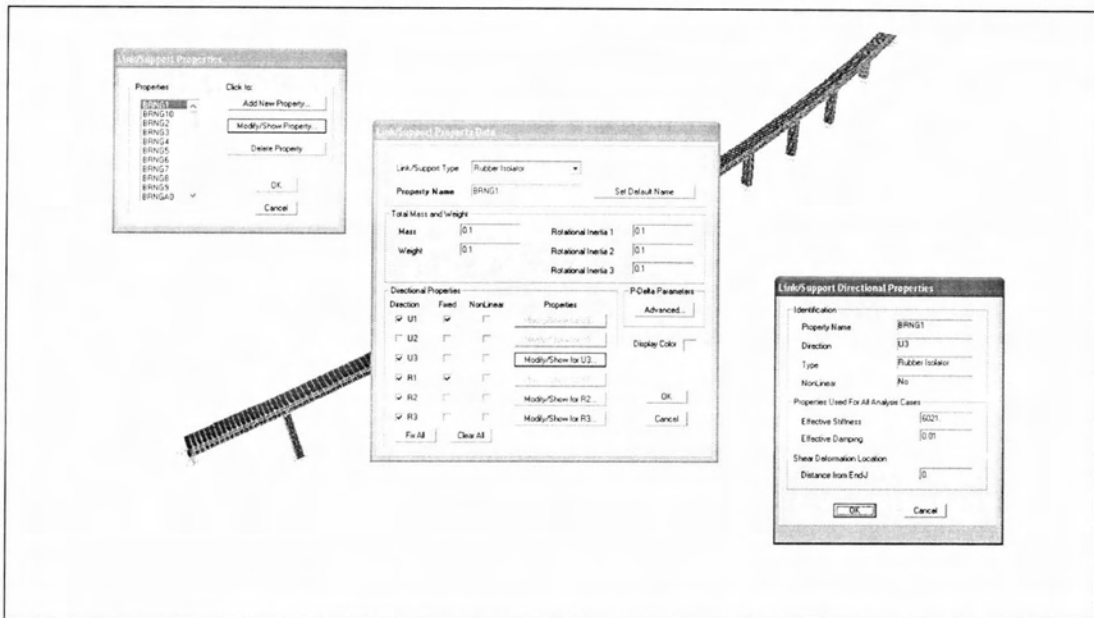 Link/Support Properties
Properties
Click to:
BRNG1
BRNG10
BRNG2
BRNG3
BRNG4
BRNG5
BRNG6
BRNG7
BRNG8
BRNG9
BRNGA0
Add New Property...
Modify/Show Property...
Delete Property
OK
Cancel
Link/Support Property Data
Link/Support Type Rubber Isolator
Property Name BRNG1 Set Default Name
Total Mass and Weight
Mass 0.1 Rotational Inertia 1 0.1
Weight 0.1 Rotational Inertia 2 0.1
Rotational Inertia 3 0.1
Directional Properties
Direction Fixed NonLinear Properties
U1
U2
U3 Modify/Show for U3...
R1
R2 Modify/Show for R2...
R3 Modify/Show for R3...
Fix All Clear All
P-Delta Parameters
Advanced...
Display Color
OK
Cancel
Link/Support Directional Properties
Identification
Property Name BRNG1
Direction U3
Type Rubber Isolator
NonLinear No
Properties Used For All Analysis Cases
Effective Stiffness 6021.
Effective Damping 0.01
Shear Deformation Location
Distance from End-J 0.
OK Cancel